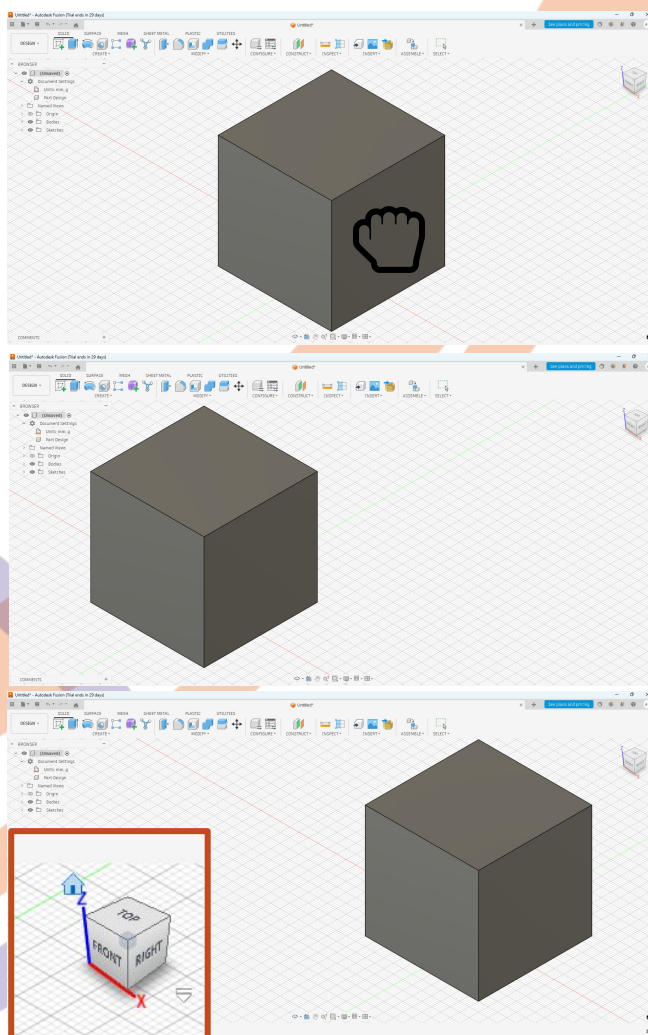 Untitled* - Autodesk Fusion (Trial ends in 29 days)
Untitled*
See plans and pricing
SOLID SURFACE MESH SHEET METAL PLASTIC UTILITIES
DESIGN
CREATE MODIFY CONFIGURE CONSTRUCT INSPECT INSERT ASSEMBLE SELECT
BROWSER
(Unsaved)
Document Settings
Units: mm, g
Part Design
Named Views
Origin
Bodies
Sketches
COMMENTS
Untitled* - Autodesk Fusion (Trial ends in 29 days)
Untitled*
See plans and pricing
SOLID SURFACE MESH SHEET METAL PLASTIC UTILITIES
DESIGN
CREATE MODIFY CONFIGURE CONSTRUCT INSPECT INSERT ASSEMBLE SELECT
BROWSER
(Unsaved)
Document Settings
Units: mm, g
Part Design
Named Views
Origin
Bodies
Sketches
COMMENTS
Untitled* - Autodesk Fusion (Trial ends in 29 days)
Untitled*
See plans and pricing
SOLID SURFACE MESH SHEET METAL PLASTIC UTILITIES
DESIGN
CREATE MODIFY CONFIGURE CONSTRUCT INSPECT INSERT ASSEMBLE SELECT
BROWSER
(Unsaved)
Document Settings
Units: mm, g
Part Design
Named Views
Origin
Bodies
Sketches
Z
TOP
FRONT RIGHT
X